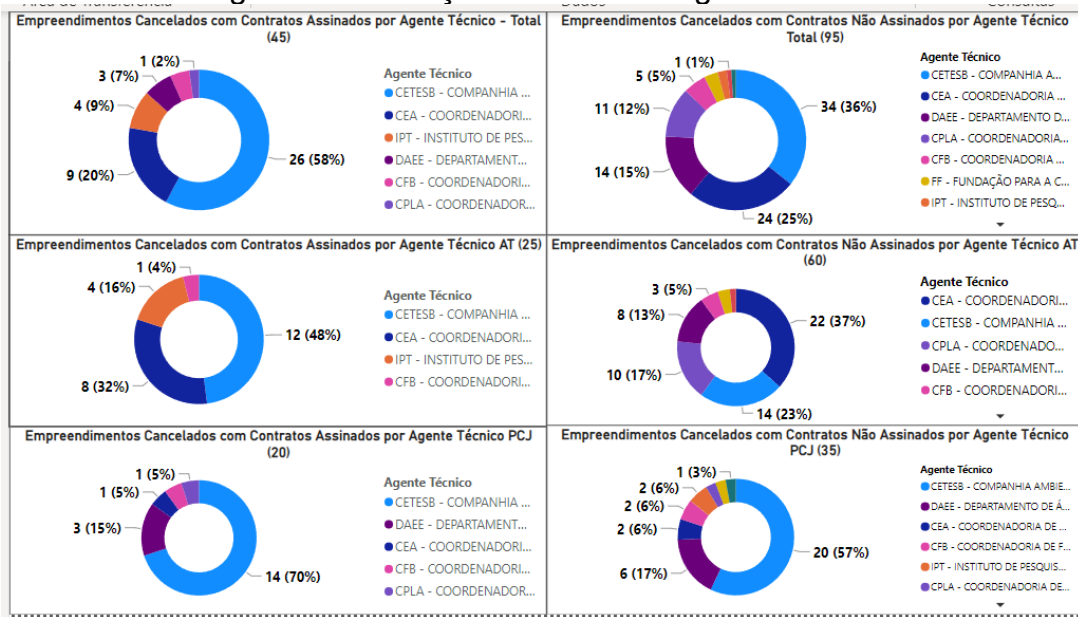 Empreendimentos Cancelados com Contratos Assinados por Agente Técnico - Total
(45)
1 (2%)
3 (7%)
4 (9%)
9 (20%)
26 (58%)
Agente Técnico
CETESB - COMPANHIA ...
CEA - COORDENADORI...
IPT - INSTITUTO DE PES...
DAEE - DEPARTAMENT...
CFB - COORDENADORI...
CPLA - COORDENADOR...
Empreendimentos Cancelados com Contratos Não Assinados por Agente Técnico
Total (95)
1 (1%)
5 (5%)
11 (12%)
14 (15%)
34 (36%)
24 (25%)
Agente Técnico
CETESB - COMPANHIA A...
CEA - COORDENADORIA ...
DAEE - DEPARTAMENTO D...
CPLA - COORDENADORIA...
CFB - COORDENADORIA ...
FF - FUNDAÇÃO PARA A C...
IPT - INSTITUTO DE PESQ...
Empreendimentos Cancelados com Contratos Assinados por Agente Técnico AT (25)
1 (4%)
4 (16%)
8 (32%)
12 (48%)
Agente Técnico
CETESB - COMPANHIA ...
CEA - COORDENADORI...
IPT - INSTITUTO DE PES...
CFB - COORDENADORI...
Empreendimentos Cancelados com Contratos Não Assinados por Agente Técnico AT
(60)
3 (5%)
8 (13%)
10 (17%)
22 (37%)
14 (23%)
Agente Técnico
CEA - COORDENADORI...
CETESB - COMPANHIA ...
CPLA - COORDENADO...
DAEE - DEPARTAMENT...
CFB - COORDENADORI...
Empreendimentos Cancelados com Contratos Assinados por Agente Técnico PCJ
(20)
1 (5%)
1 (5%)
3 (15%)
14 (70%)
Agente Técnico
CETESB - COMPANHIA ...
DAEE - DEPARTAMENT...
CEA - COORDENADORI...
CFB - COORDENADORI...
CPLA - COORDENADOR...
Empreendimentos Cancelados com Contratos Não Assinados por Agente Técnico
PCJ (35)
1 (3%)
2 (6%)
2 (6%)
2 (6%)
6 (17%)
20 (57%)
Agente Técnico
CETESB - COMPANHIA AMBIE...
DAEE - DEPARTAMENTO DE Á...
CEA - COORDENADORIA DE ...
CFB - COORDENADORIA DE F...
IPT - INSTITUTO DE PESQUIS...
CPLA - COORDENADORIA DE...